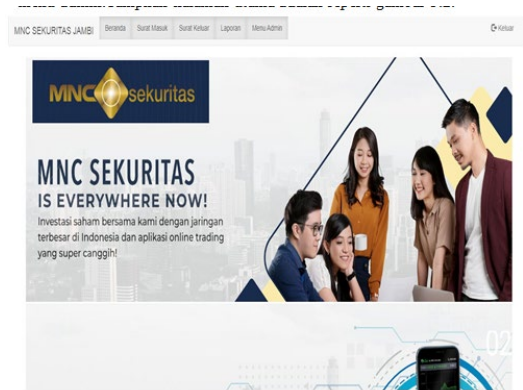 MNC SEKURITAS JAMBI Beranda Surat Masuk Surat Keluar Laporan Menu Admin Keluar
MNC sekuritas
MNC SEKURITAS
IS EVERYWHERE NOW!
Investasi saham bersama kami dengan jaringan
terbesar di Indonesia dan aplikasi online trading
yang super canggih!
02